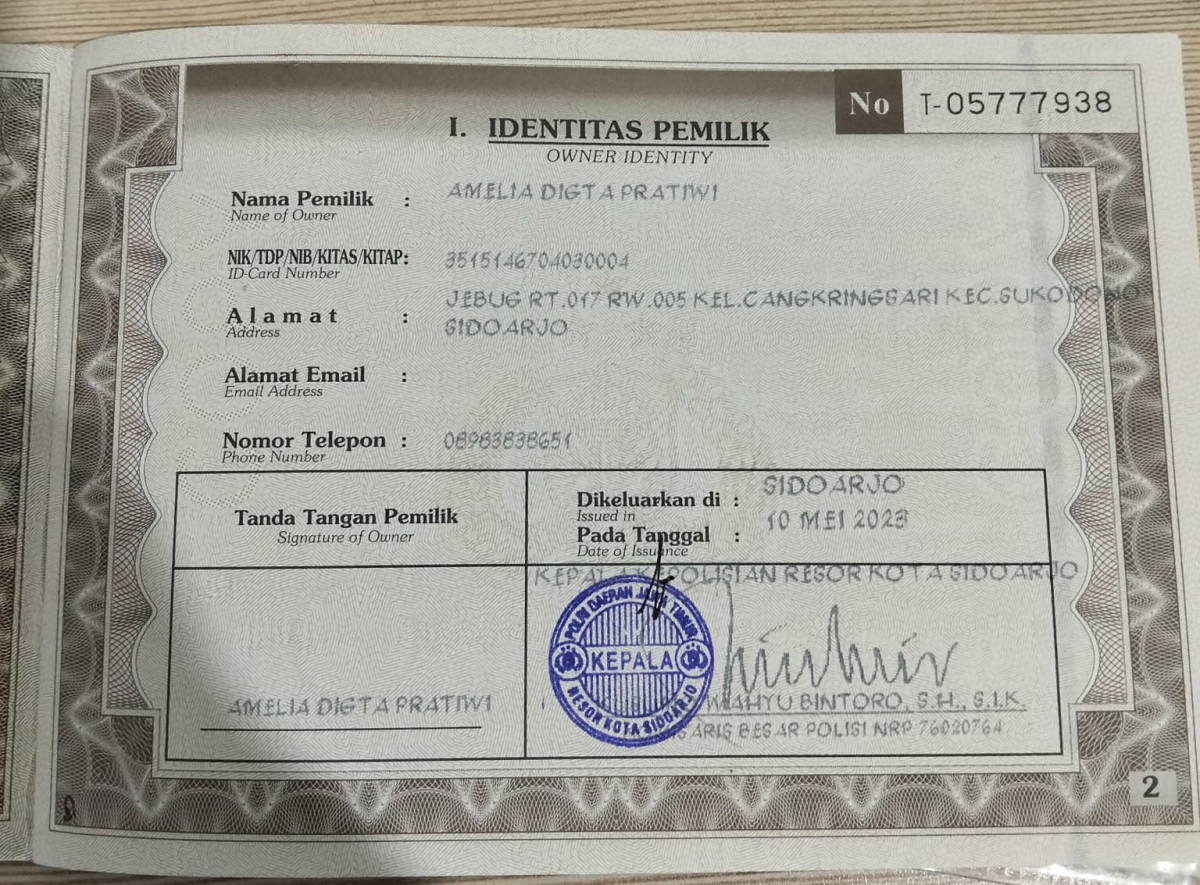 No T-05777938
I. IDENTITAS PEMILIK
OWNER IDENTITY
Nama Pemilik : AMELIA DIGTA PRATIWI
Name of Owner
NIK/TDP/NIB/KITAS/KITAP: 3515146704030004
ID-Card Number
JEBUG RT.017 RW.005 KEL.CANGKRINGSARI KEC.SUKODONO
Alamat : SIDOARJO
Address
Alamat Email :
Email Address
Nomor Telepon : 08983838651
Phone Number
Tanda Tangan Pemilik
Signature of Owner
Dikeluarkan di : SIDOARJO
Issued in
Pada Tanggal : 10 MEI 2023
Date of Issuance
KEPALA KEPOLISIAN RESOR KOTA SIDOARJO
POLRI DAERAH JAWA TIMUR
KEPALA
RESOR KOTA SIDOARJO
AMELIA DIGTA PRATIWI
WAHYU BINTORO, S.H., S.I.K.
BESAR POLISI NRP 76020764
2